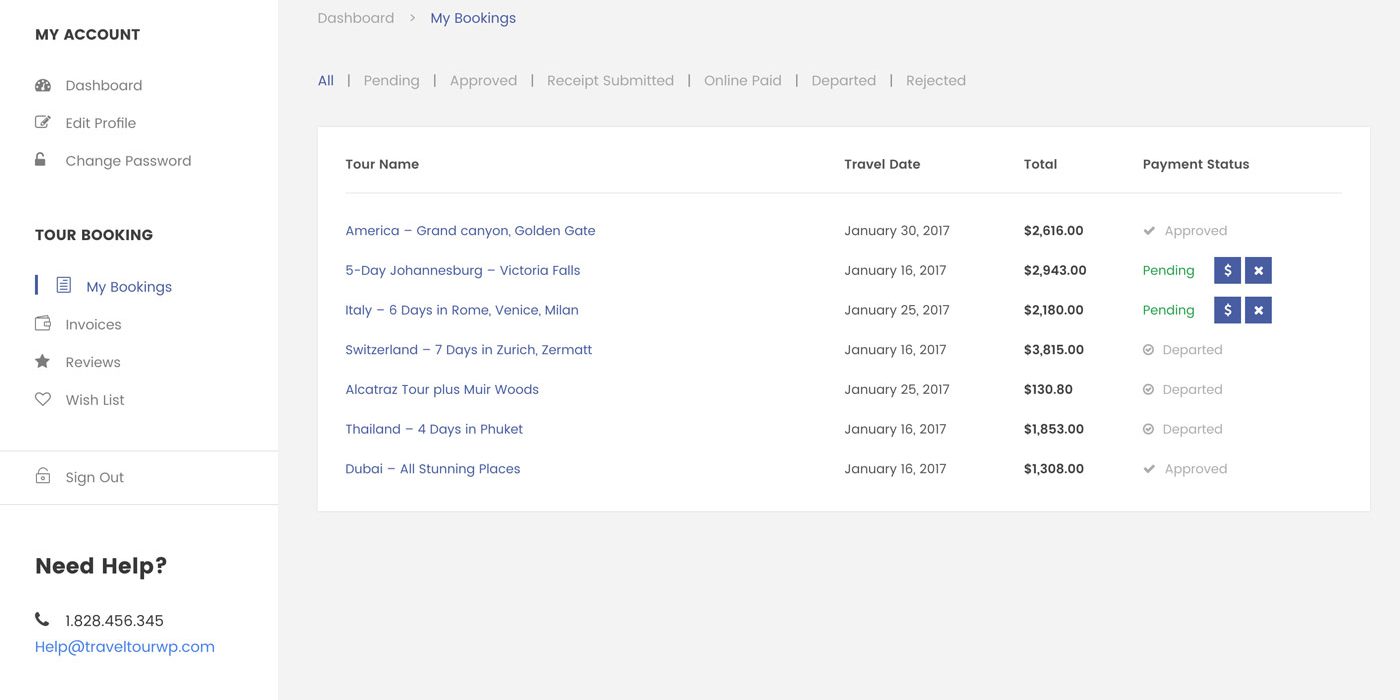 MY ACCOUNT
Dashboard
Edit Profile
Change Password
TOUR BOOKING
My Bookings
Invoices
Reviews
Wish List
Sign Out
Need Help?
1.828.456.345
Help@traveltourwp.com
Dashboard > My Bookings
All | Pending | Approved | Receipt Submitted | Online Paid | Departed | Rejected
Tour Name Travel Date Total Payment Status
America – Grand canyon, Golden Gate January 30, 2017 $2,616.00 Approved
5-Day Johannesburg – Victoria Falls January 16, 2017 $2,943.00 Pending $
Italy – 6 Days in Rome, Venice, Milan January 25, 2017 $2,180.00 Pending $
Switzerland – 7 Days in Zurich, Zermatt January 16, 2017 $3,815.00 Departed
Alcatraz Tour plus Muir Woods January 25, 2017 $130.80 Departed
Thailand – 4 Days in Phuket January 16, 2017 $1,853.00 Departed
Dubai – All Stunning Places January 16, 2017 $1,308.00 Approved